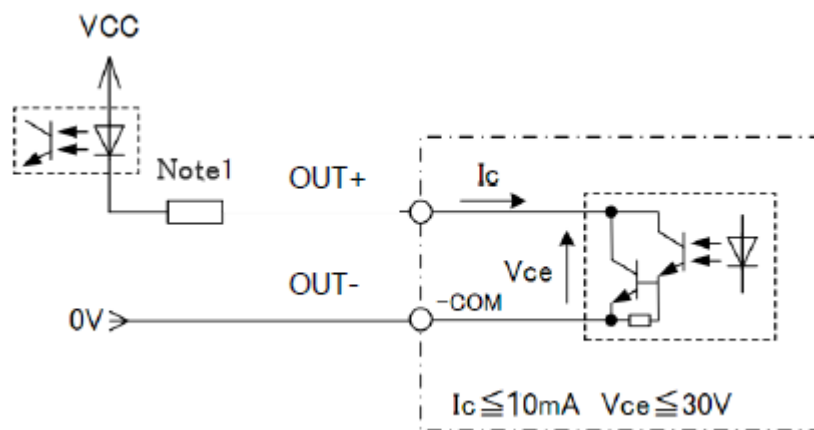 VCC
Note1
OUT+
Ic
Vce
OUT-
-COM
0V
Ic≦10mA Vce≦30V